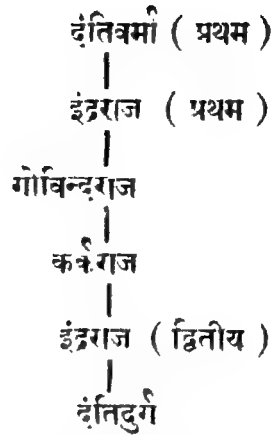 दंतिवर्मा ( प्रथम )
इंद्रराज ( प्रथम )
गोविन्दराज
कर्कराज
इंद्रराज ( द्वितीय )
दंतिदुर्ग